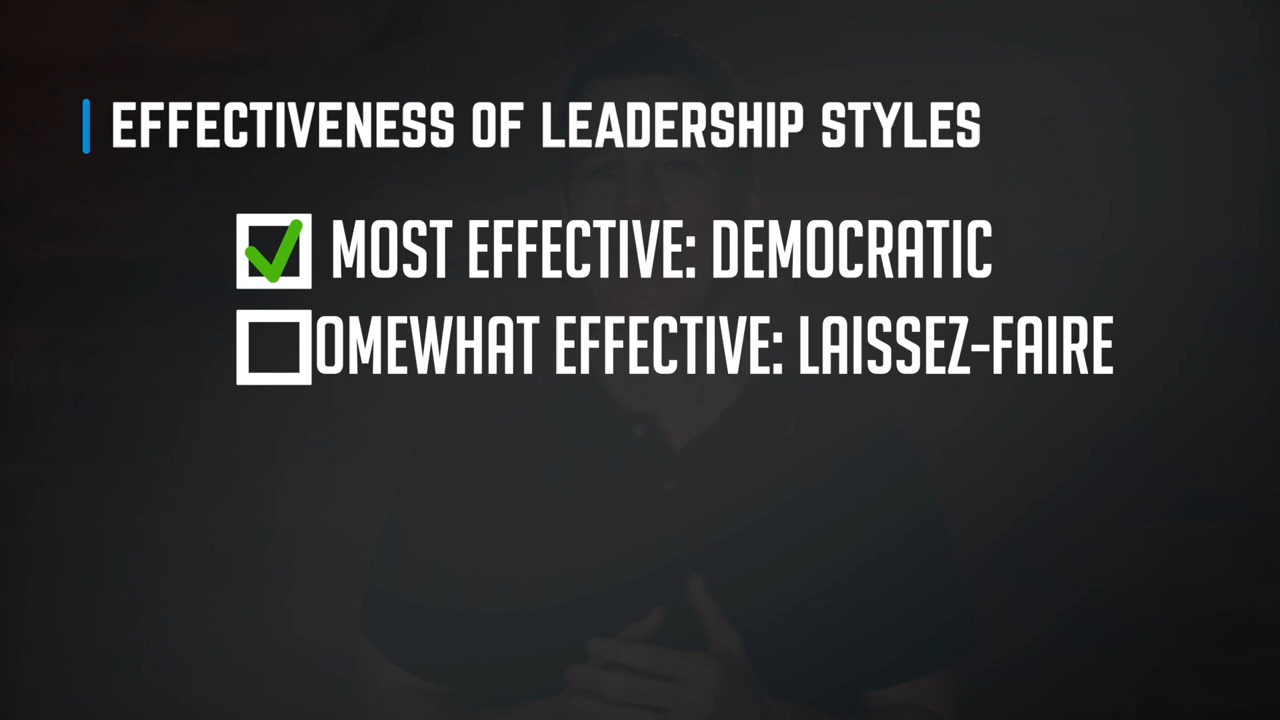 EFFECTIVENESS OF LEADERSHIP STYLES
MOST EFFECTIVE: DEMOCRATIC
OMEWHAT EFFECTIVE: LAISSEZ-FAIRE